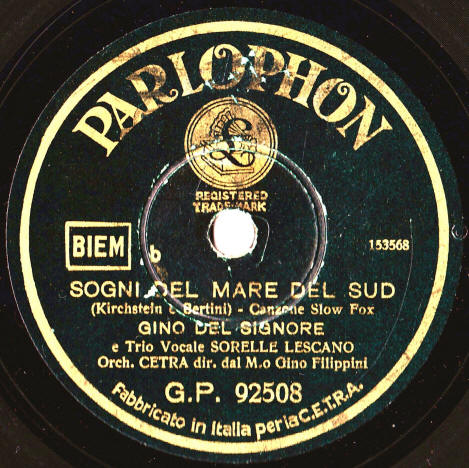 PARLOPHON
£
REGISTERED
TRADE MARK
BIEM
b
153568
SOGNI DEL MARE DEL SUD
(Kirchstein e Bertini) - Canzone Slow Fox
GINO DEL SIGNORE
e Trio Vocale SORELLE LESCANO
Orch. CETRA dir. dal M.o Gino Filippini
G.P. 92508
Fabbricato in Italia per la C.E.T.R.A.